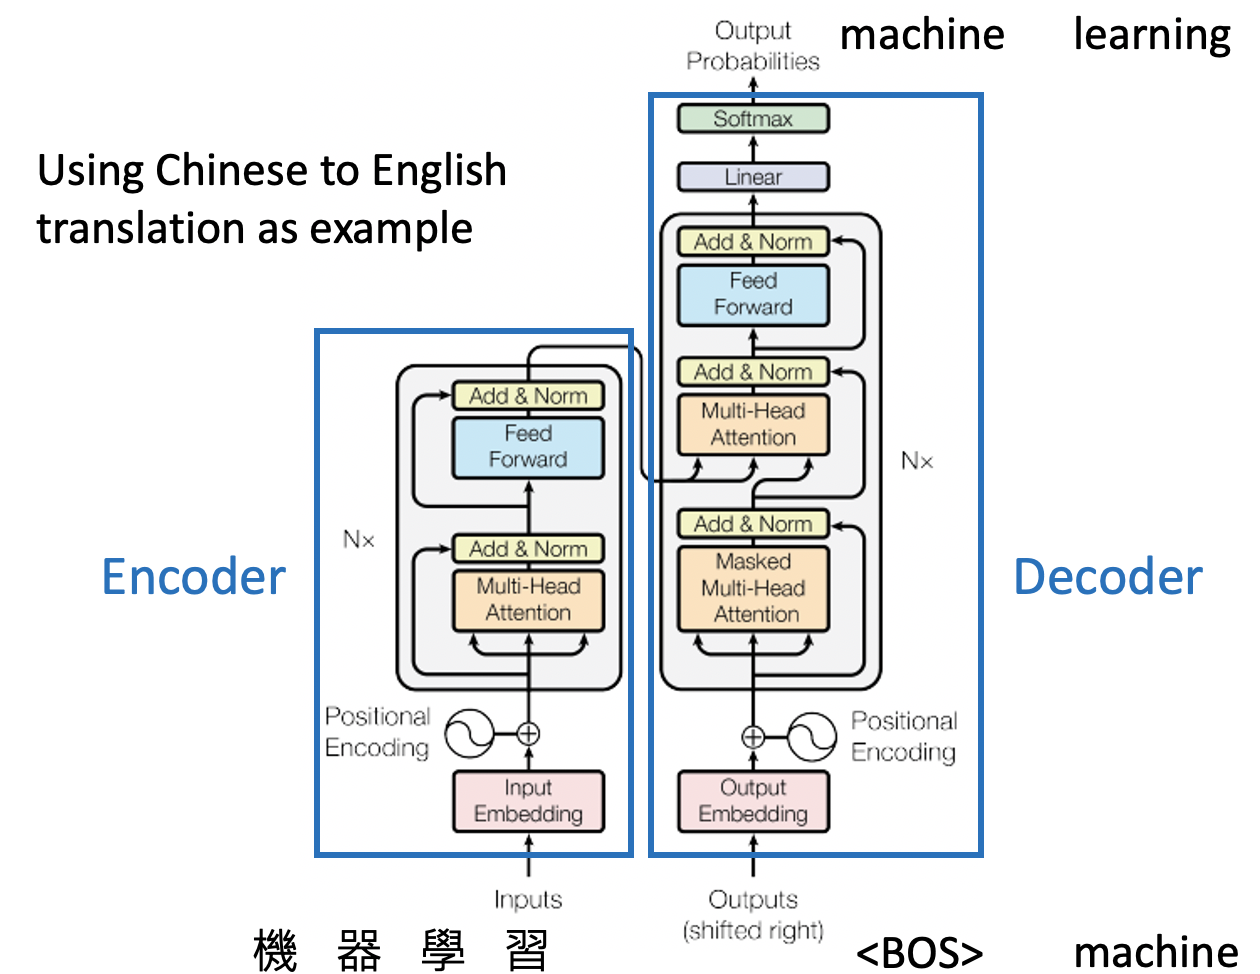 Output
Probabilities
machine learning
Softmax
Linear
Add & Norm
Feed
Forward
Add & Norm
Multi-Head
Attention
Add & Norm
Masked
Multi-Head
Attention
Nx
Decoder
Positional
Encoding
Output
Embedding
Outputs
(shifted right)
<BOS> machine
Using Chinese to English
translation as example
Add & Norm
Feed
Forward
Add & Norm
Multi-Head
Attention
Nx
Encoder
Positional
Encoding
Input
Embedding
Inputs
機 器 學 習